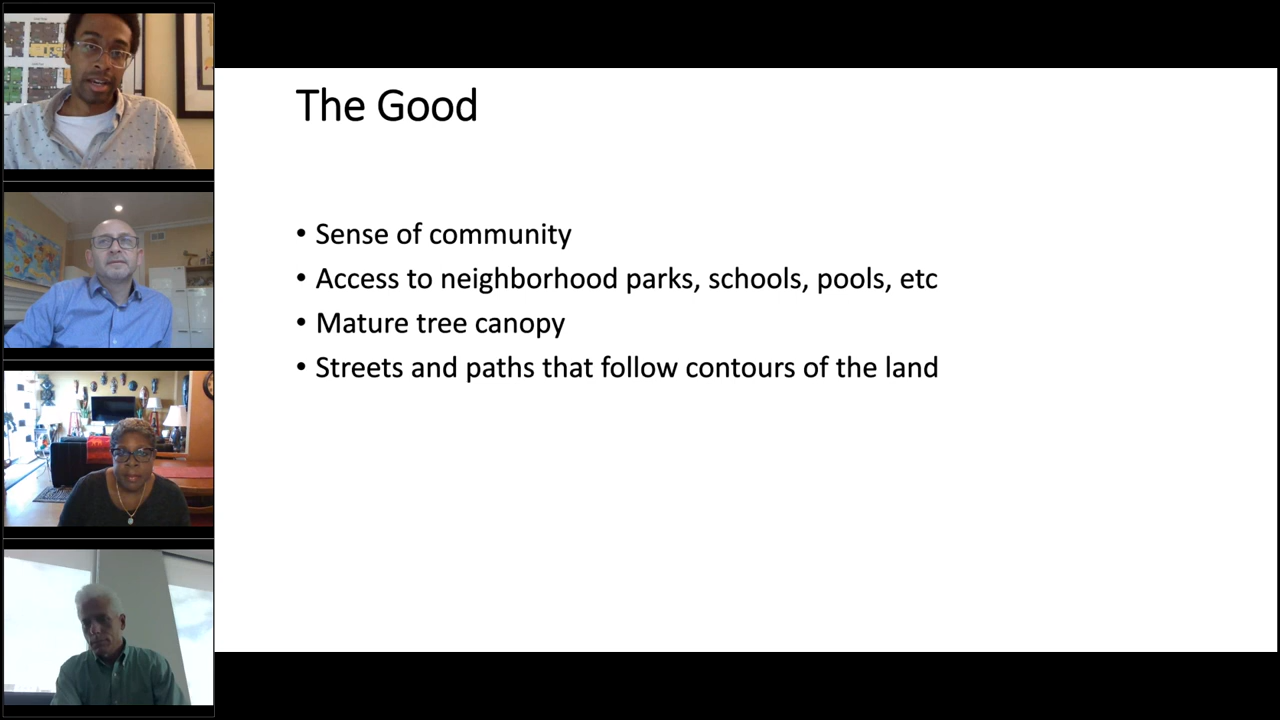 The Good
• Sense of community
• Access to neighborhood parks, schools, pools, etc
• Mature tree canopy
• Streets and paths that follow contours of the land